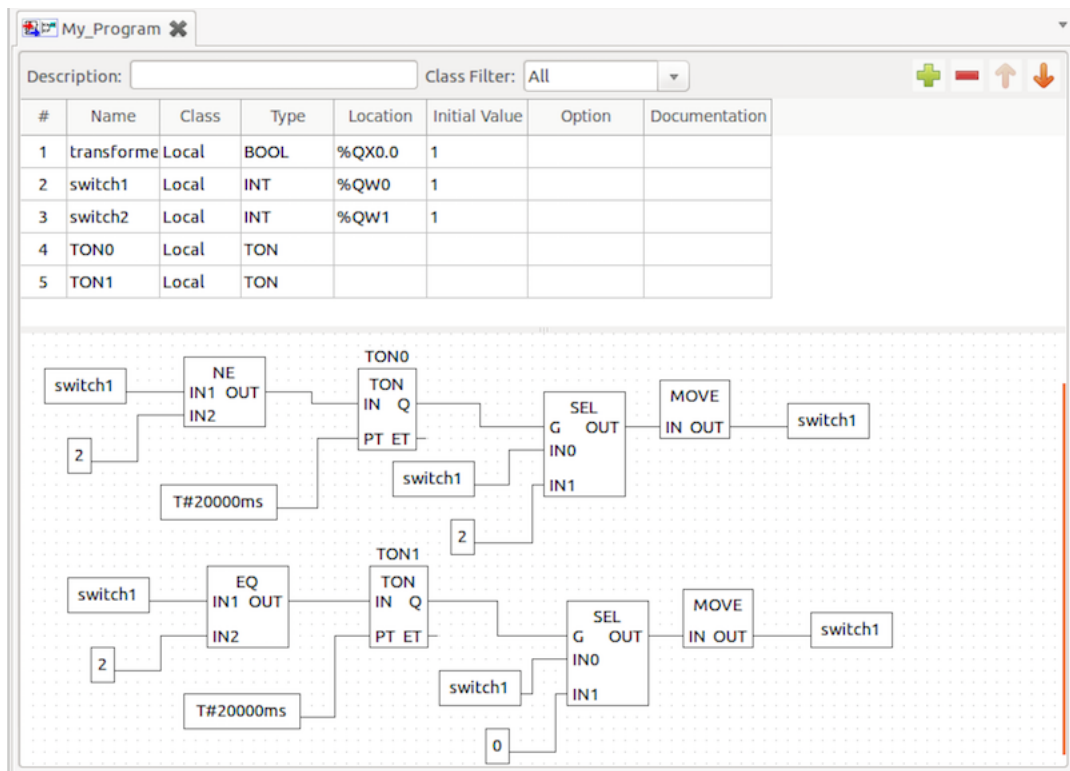 My_Program
Description: Class Filter: All
# Name Class Type Location Initial Value Option Documentation
1 transforme Local BOOL %QX0.0 1
2 switch1 Local INT %QW0 1
3 switch2 Local INT %QW1 1
4 TON0 Local TON
5 TON1 Local TON
TON0
switch1
NE
IN1 OUT
IN2
2
TON
IN Q
PT ET
T#20000ms
SEL
G OUT
IN0
IN1
switch1
2
MOVE
IN OUT
switch1
TON1
switch1
EQ
IN1 OUT
IN2
2
TON
IN Q
PT ET
T#20000ms
SEL
G OUT
IN0
IN1
switch1
0
MOVE
IN OUT
switch1